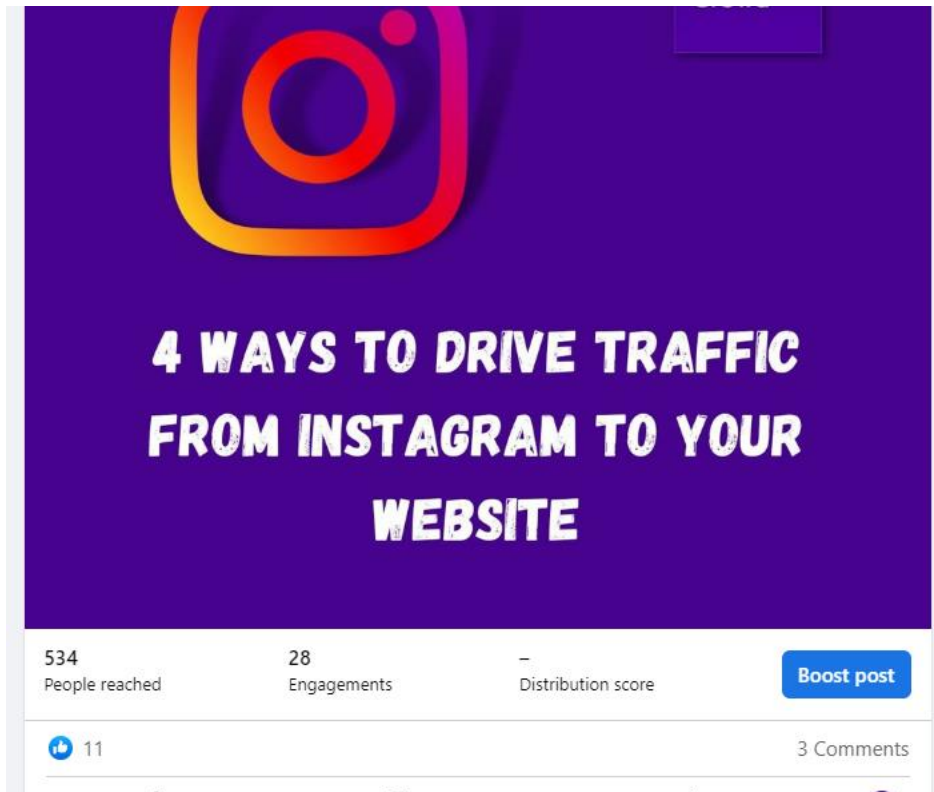 4 WAYS TO DRIVE TRAFFIC
FROM INSTAGRAM TO YOUR
WEBSITE
534
People reached
28
Engagements
–
Distribution score
Boost post
11
3 Comments